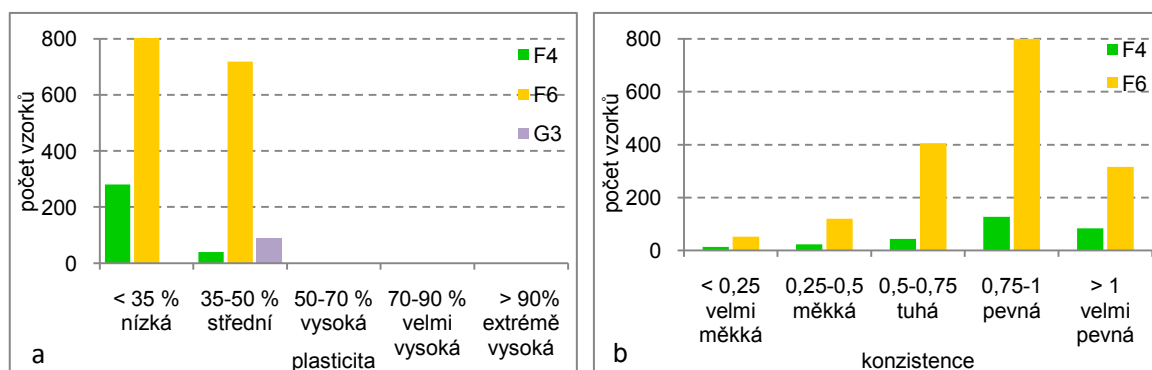 800
600
400
200
0
počet vzorků
F4
F6
G3
< 35 % 35-50 % 50-70 % 70-90 % > 90%
nízká střední vysoká velmi extrémě
vysoká vysoká
plasticita
a
800
600
400
200
0
počet vzorků
F4
F6
< 0,25 0,25-0,5 0,5-0,75 0,75-1 > 1
velmi měkká tuhá pevná velmi
měkká pevná
konzistence
b